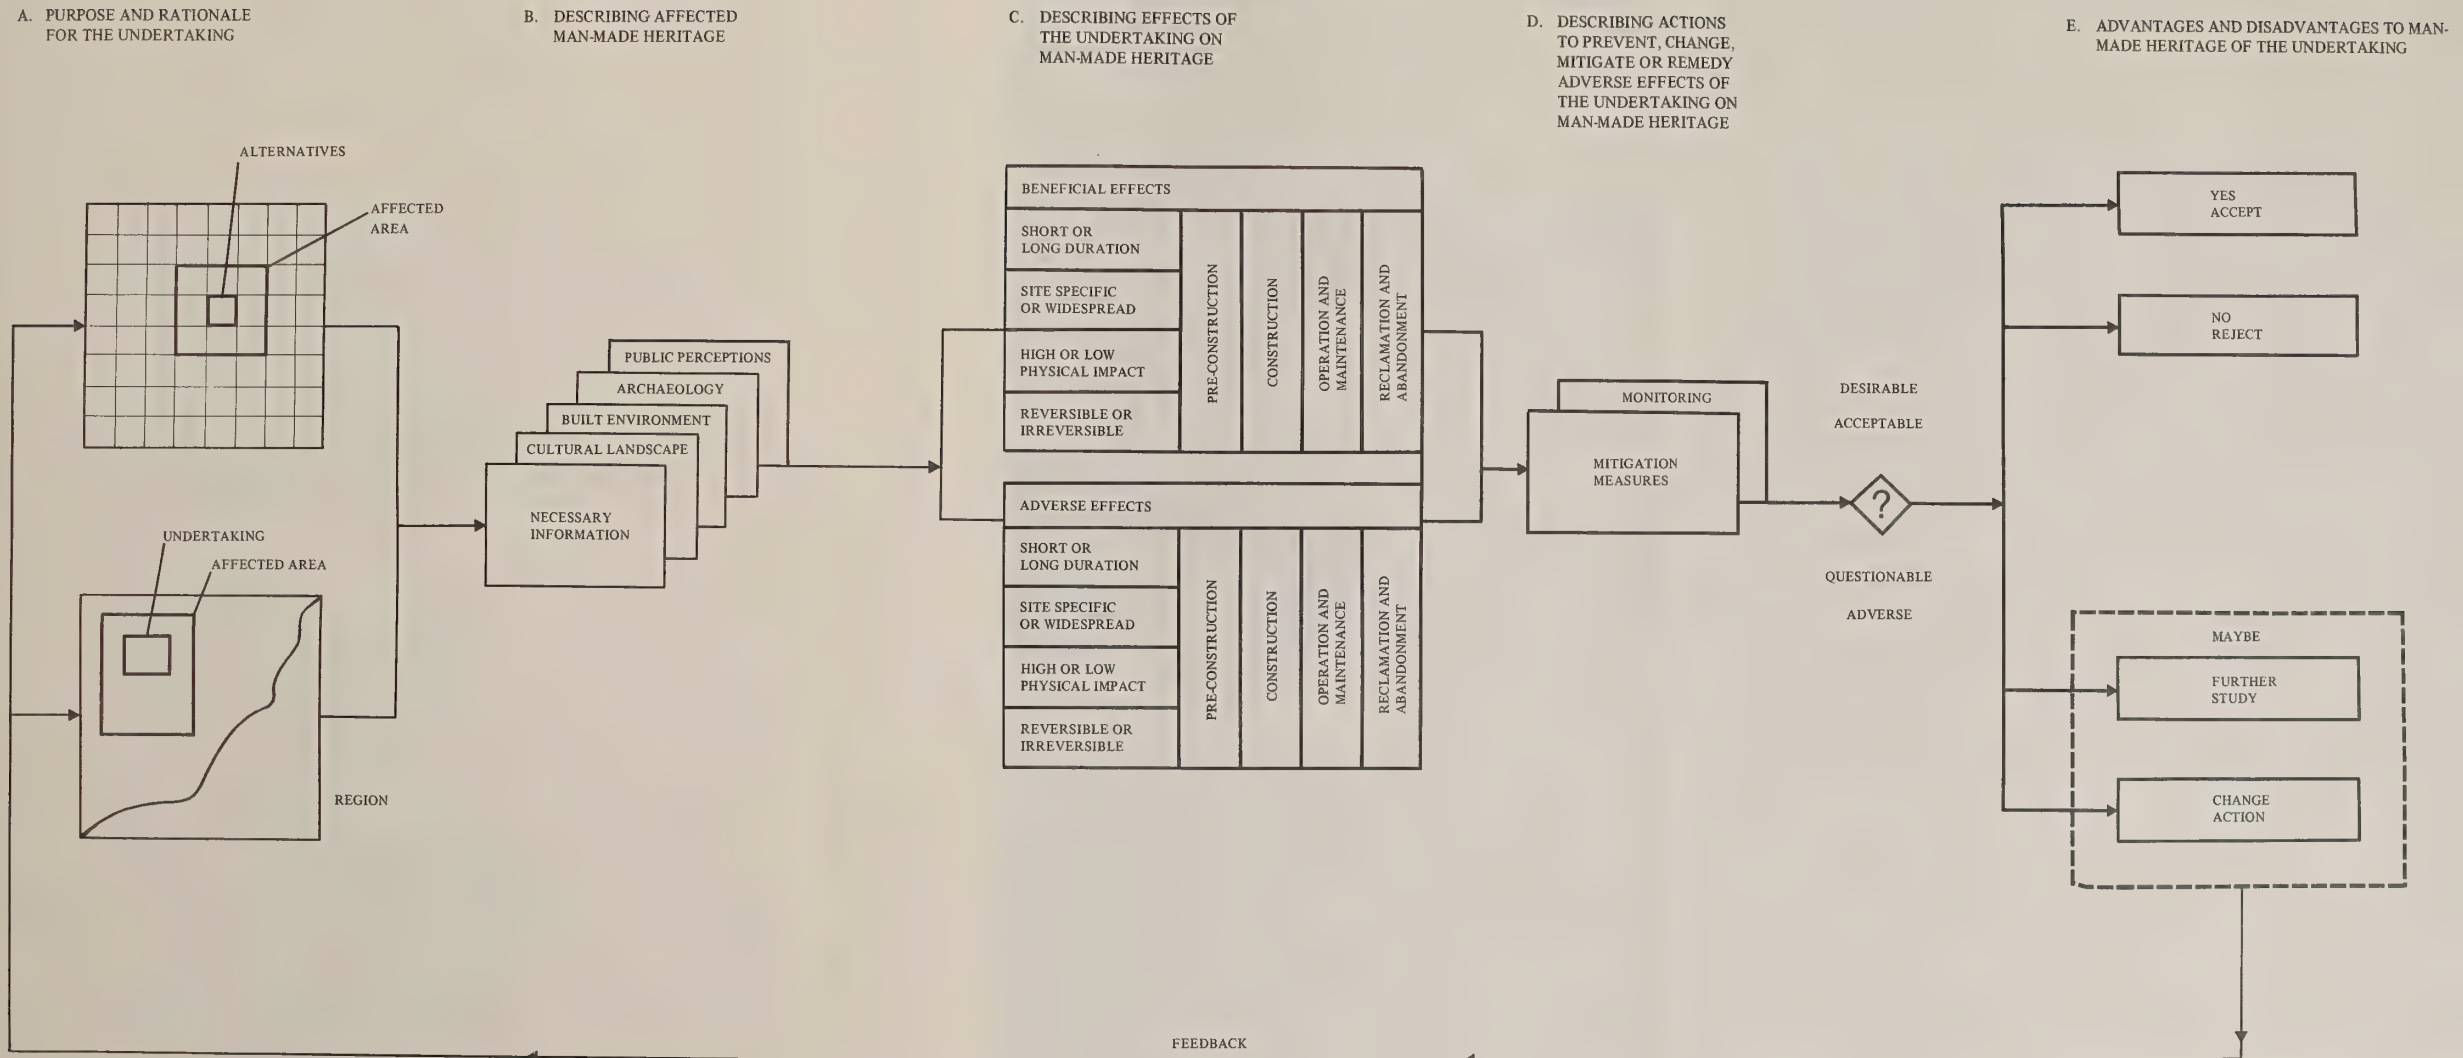 A. PURPOSE AND RATIONALE
FOR THE UNDERTAKING
B. DESCRIBING AFFECTED
MAN-MADE HERITAGE
C. DESCRIBING EFFECTS OF
THE UNDERTAKING ON
MAN-MADE HERITAGE
D. DESCRIBING ACTIONS
TO PREVENT, CHANGE,
MITIGATE OR REMEDY
ADVERSE EFFECTS OF
THE UNDERTAKING ON
MAN-MADE HERITAGE
E. ADVANTAGES AND DISADVANTAGES TO MAN-
MADE HERITAGE OF THE UNDERTAKING
ALTERNATIVES
AFFECTED
AREA
UNDERTAKING
AFFECTED AREA
REGION
PUBLIC PERCEPTIONS
ARCHAEOLOGY
BUILT ENVIRONMENT
CULTURAL LANDSCAPE
NECESSARY
INFORMATION
BENEFICIAL EFFECTS
SHORT OR
LONG DURATION
SITE SPECIFIC
OR WIDESPREAD
HIGH OR LOW
PHYSICAL IMPACT
REVERSIBLE OR
IRREVERSIBLE
PRE-CONSTRUCTION
CONSTRUCTION
OPERATION AND
MAINTENANCE
RECLAMATION AND
ABANDONMENT
ADVERSE EFFECTS
SHORT OR
LONG DURATION
SITE SPECIFIC
OR WIDESPREAD
HIGH OR LOW
PHYSICAL IMPACT
REVERSIBLE OR
IRREVERSIBLE
PRE-CONSTRUCTION
CONSTRUCTION
OPERATION AND
MAINTENANCE
RECLAMATION AND
ABANDONMENT
MONITORING
MITIGATION
MEASURES
DESIRABLE
ACCEPTABLE
?
QUESTIONABLE
ADVERSE
YES
ACCEPT
NO
REJECT
MAYBE
FURTHER
STUDY
CHANGE
ACTION
FEEDBACK